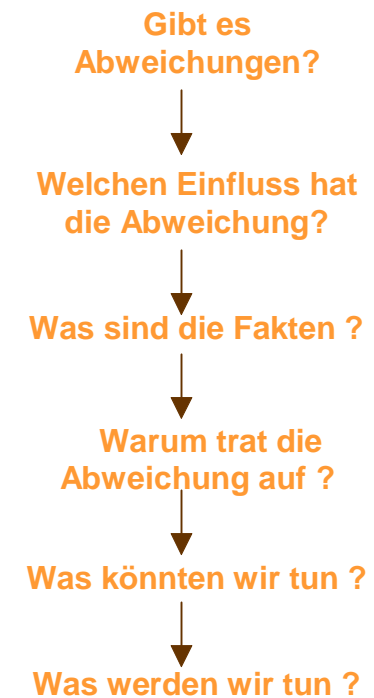 Gibt es
Abweichungen?
Welchen Einfluss hat
die Abweichung?
Was sind die Fakten ?
Warum trat die
Abweichung auf ?
Was könnten wir tun ?
Was werden wir tun ?